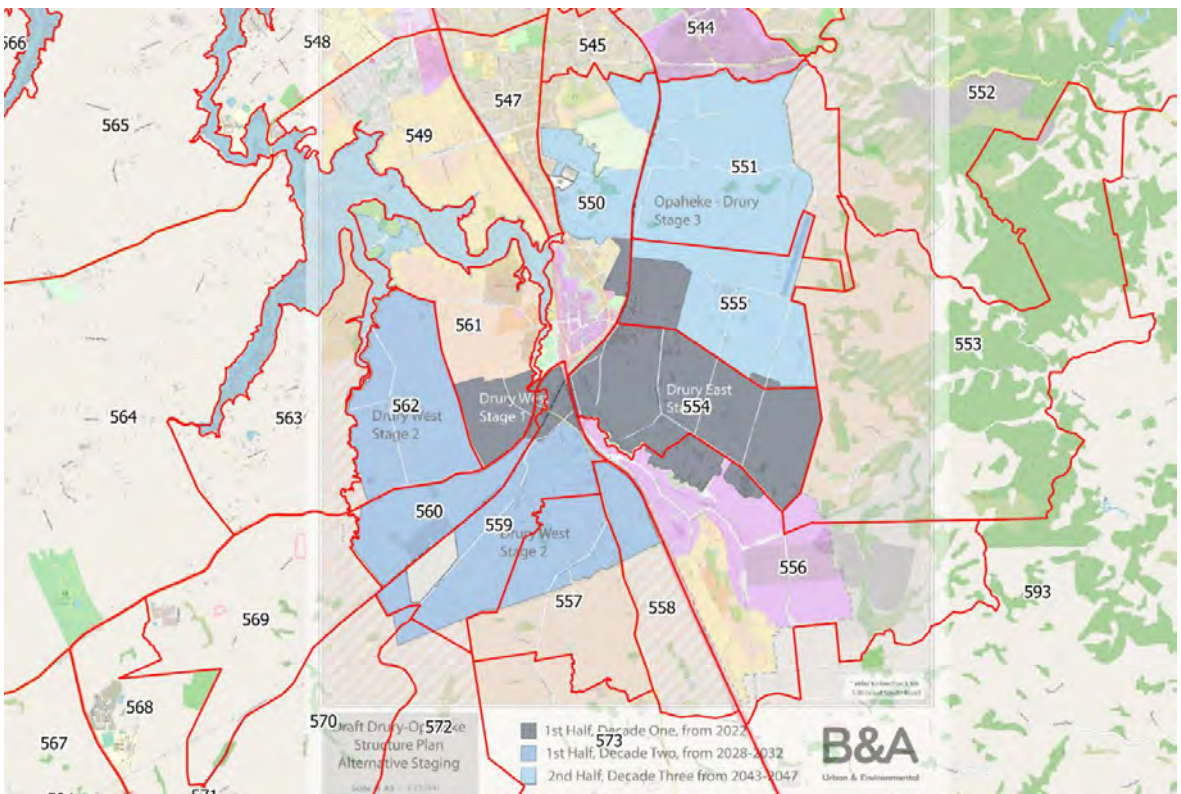 566
548
545
544
552
565
547
549
551
550
Opaheke - Drury
Stage 3
561
555
553
564
563
562
Drury West
Stage 2
Drury West
Stage 1
Drury East
554
560
559
Drury West
Stage 2
556
557
558
593
569
568
567
570
572
573
571
Draft Drury-Opaheke
Structure Plan
Alternative Staging
1st Half, Decade One, from 2022
1st Half, Decade Two, from 2028-2032
2nd Half, Decade Three from 2043-2047
B&A
Urban & Environmental